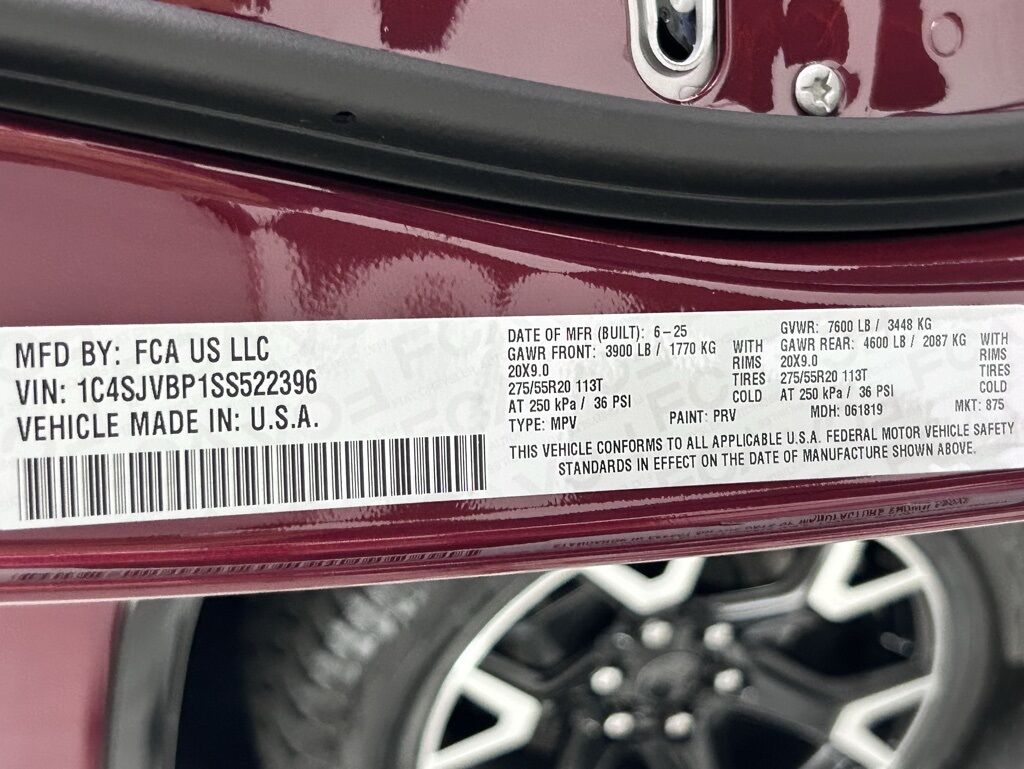 MFD BY: FCA US LLC
VIN: 1C4SJVBP1SS522396
VEHICLE MADE IN: U.S.A.
DATE OF MFR (BUILT): 6-25
GAWR FRONT: 3900 LB / 1770 KG
20X9.0
275/55R20 113T
AT 250 kPa / 36 PSI
TYPE: MPV
WITH
RIMS
TIRES
COLD
PAINT: PRV
GVWR: 7600 LB / 3448 KG
GAWR REAR: 4600 LB / 2087 KG
20X9.0
275/55R20 113T
AT 250 kPa / 36 PSI
WITH
RIMS
TIRES
COLD
MDH: 061819
MKT: 875
THIS VEHICLE CONFORMS TO ALL APPLICABLE U.S.A. FEDERAL MOTOR VEHICLE SAFETY
STANDARDS IN EFFECT ON THE DATE OF MANUFACTURE SHOWN ABOVE.